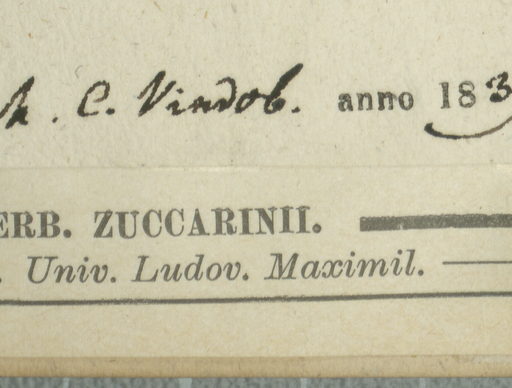 . C. Vindob. anno 183
ERB. ZUCCARINII.
. Univ. Ludov. Maximil.